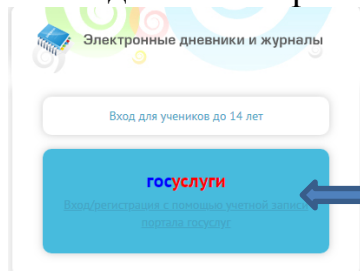 Электронные дневники и журналы
Вход для учеников до 14 лет
госуслуги
Вход/регистрация с помощью учетной записи
портала госуслуг